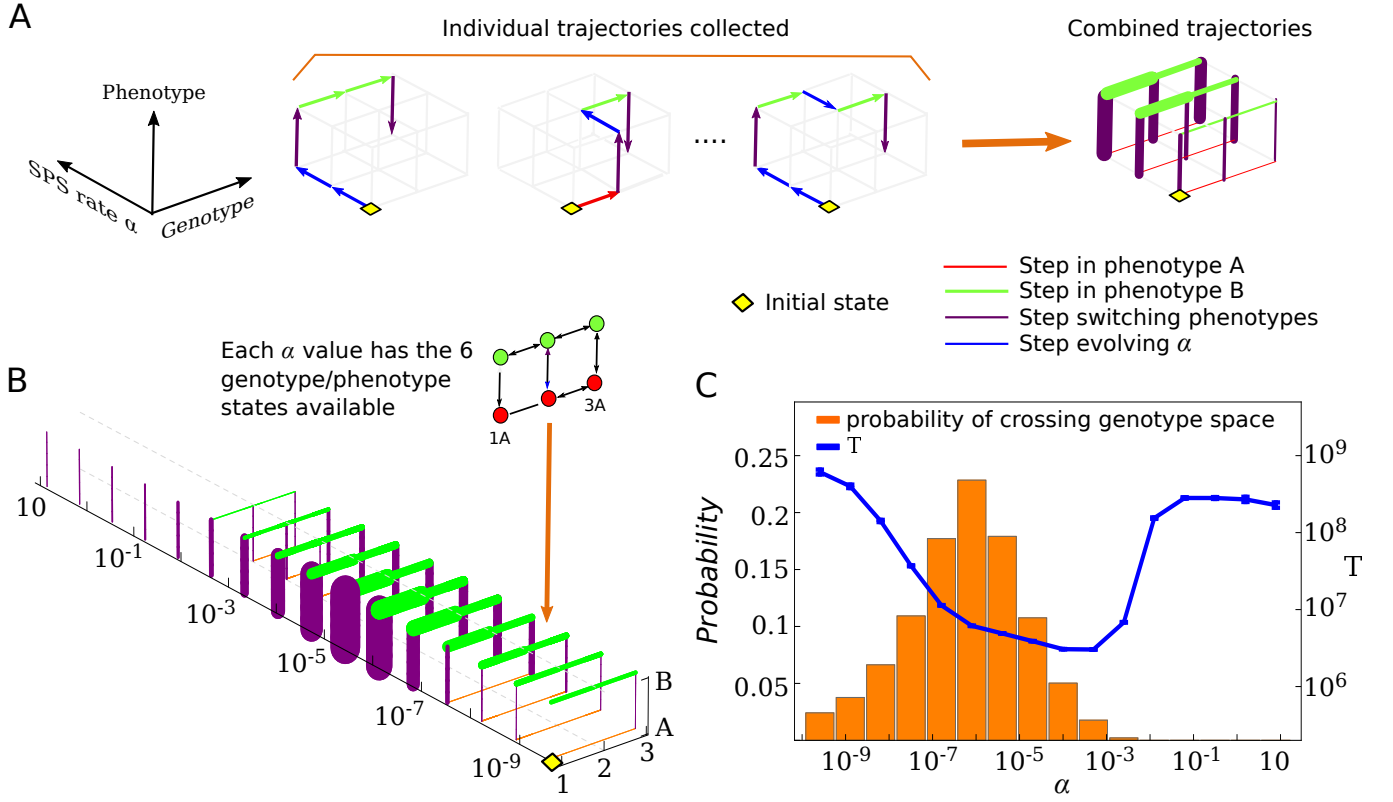 A
Individual trajectories collected
Combined trajectories
Phenotype
SPS rate α
Genotype
....
Initial state
Step in phenotype A
Step in phenotype B
Step switching phenotypes
Step evolving α
B
Each α value has the 6
genotype/phenotype
states available
1A
3A
10
10⁻¹
10⁻³
10⁻⁵
10⁻⁷
10⁻⁹
B
A
1
2
3
C
probability of crossing genotype space
T
Probability
0.25
0.2
0.15
0.1
0.05
10⁹
10⁸
10⁷
10⁶
T
10⁻⁹
10⁻⁷
10⁻⁵
10⁻³
10⁻¹
10
α